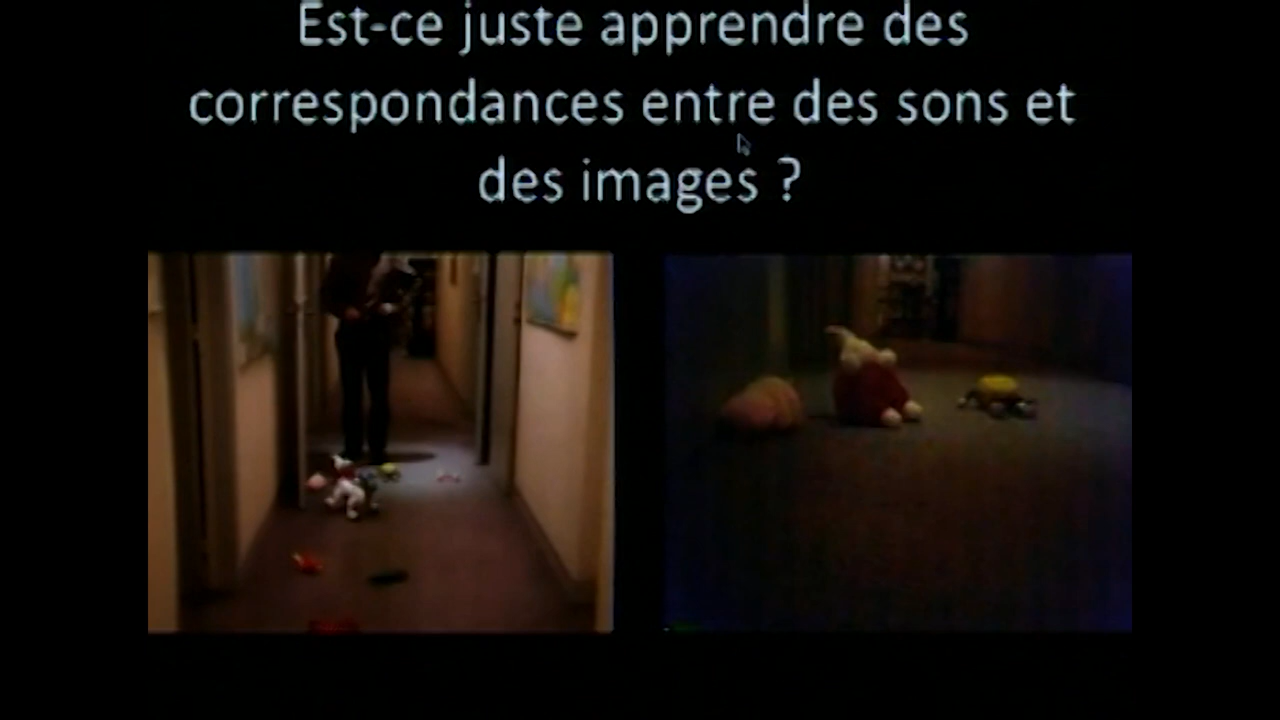 Est-ce juste apprendre des
correspondances entre des sons et
des images ?